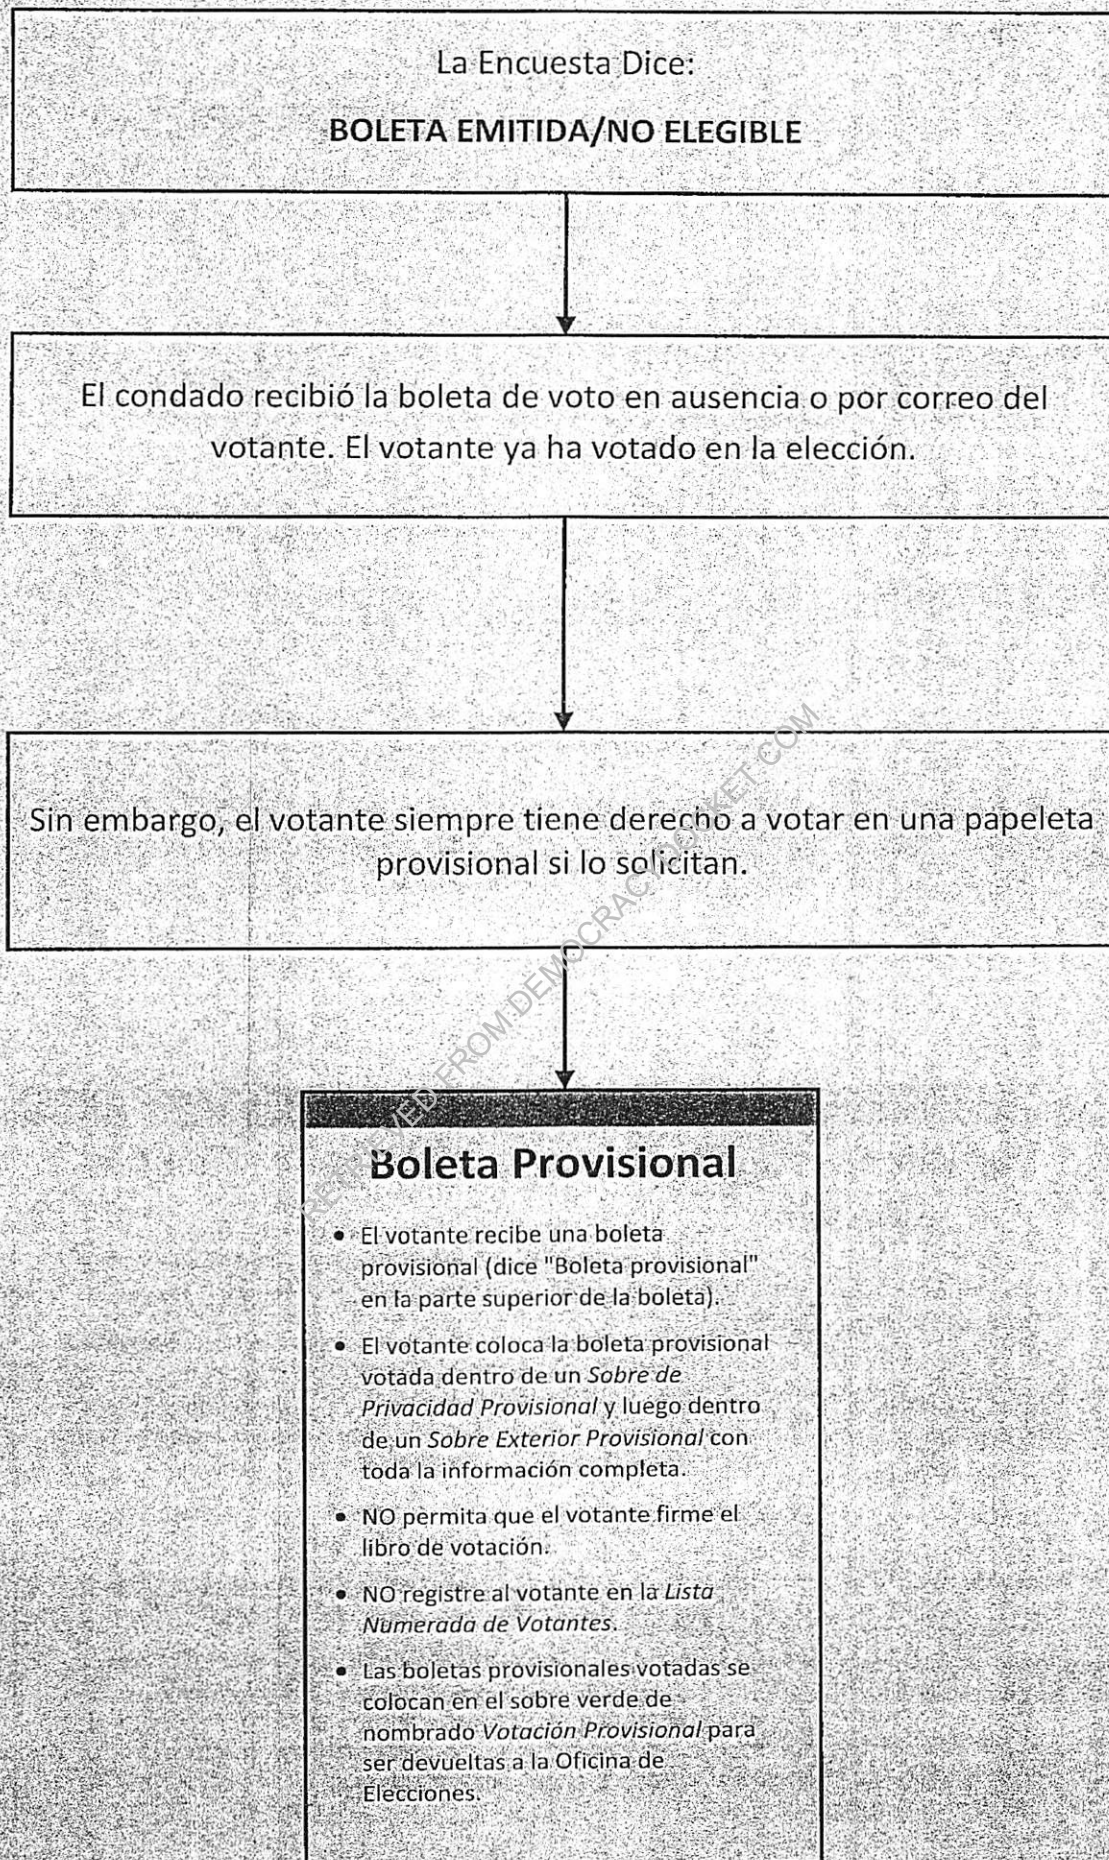 La Encuesta Dice:
BOLETA EMITIDA/NO ELEGIBLE
El condado recibió la boleta de voto en ausencia o por correo del
votante. El votante ya ha votado en la elección.
Sin embargo, el votante siempre tiene derecho a votar en una papeleta
provisional si lo solicitan.
RETRIEVED FROM DEMOCRACYDOCKET.COM
Boleta Provisional
• El votante recibe una boleta
provisional (dice "Boleta provisional"
en la parte superior de la boleta).
• El votante coloca la boleta provisional
votada dentro de un Sobre de
Privacidad Provisional y luego dentro
de un Sobre Exterior Provisional con
toda la información completa.
• NO permita que el votante firme el
libro de votación.
• NO registre al votante en la Lista
Numerada de Votantes.
• Las boletas provisionales votadas se
colocan en el sobre verde de
nombrado Votación Provisional para
ser devueltas a la Oficina de
Elecciones.